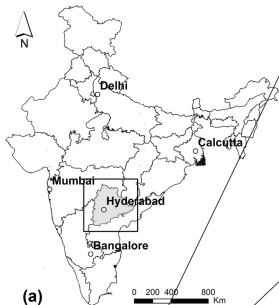 N
Delhi
Calcutta
Mumbai
Hyderabad
Bangalore
(a)
0 200 400 800
Km